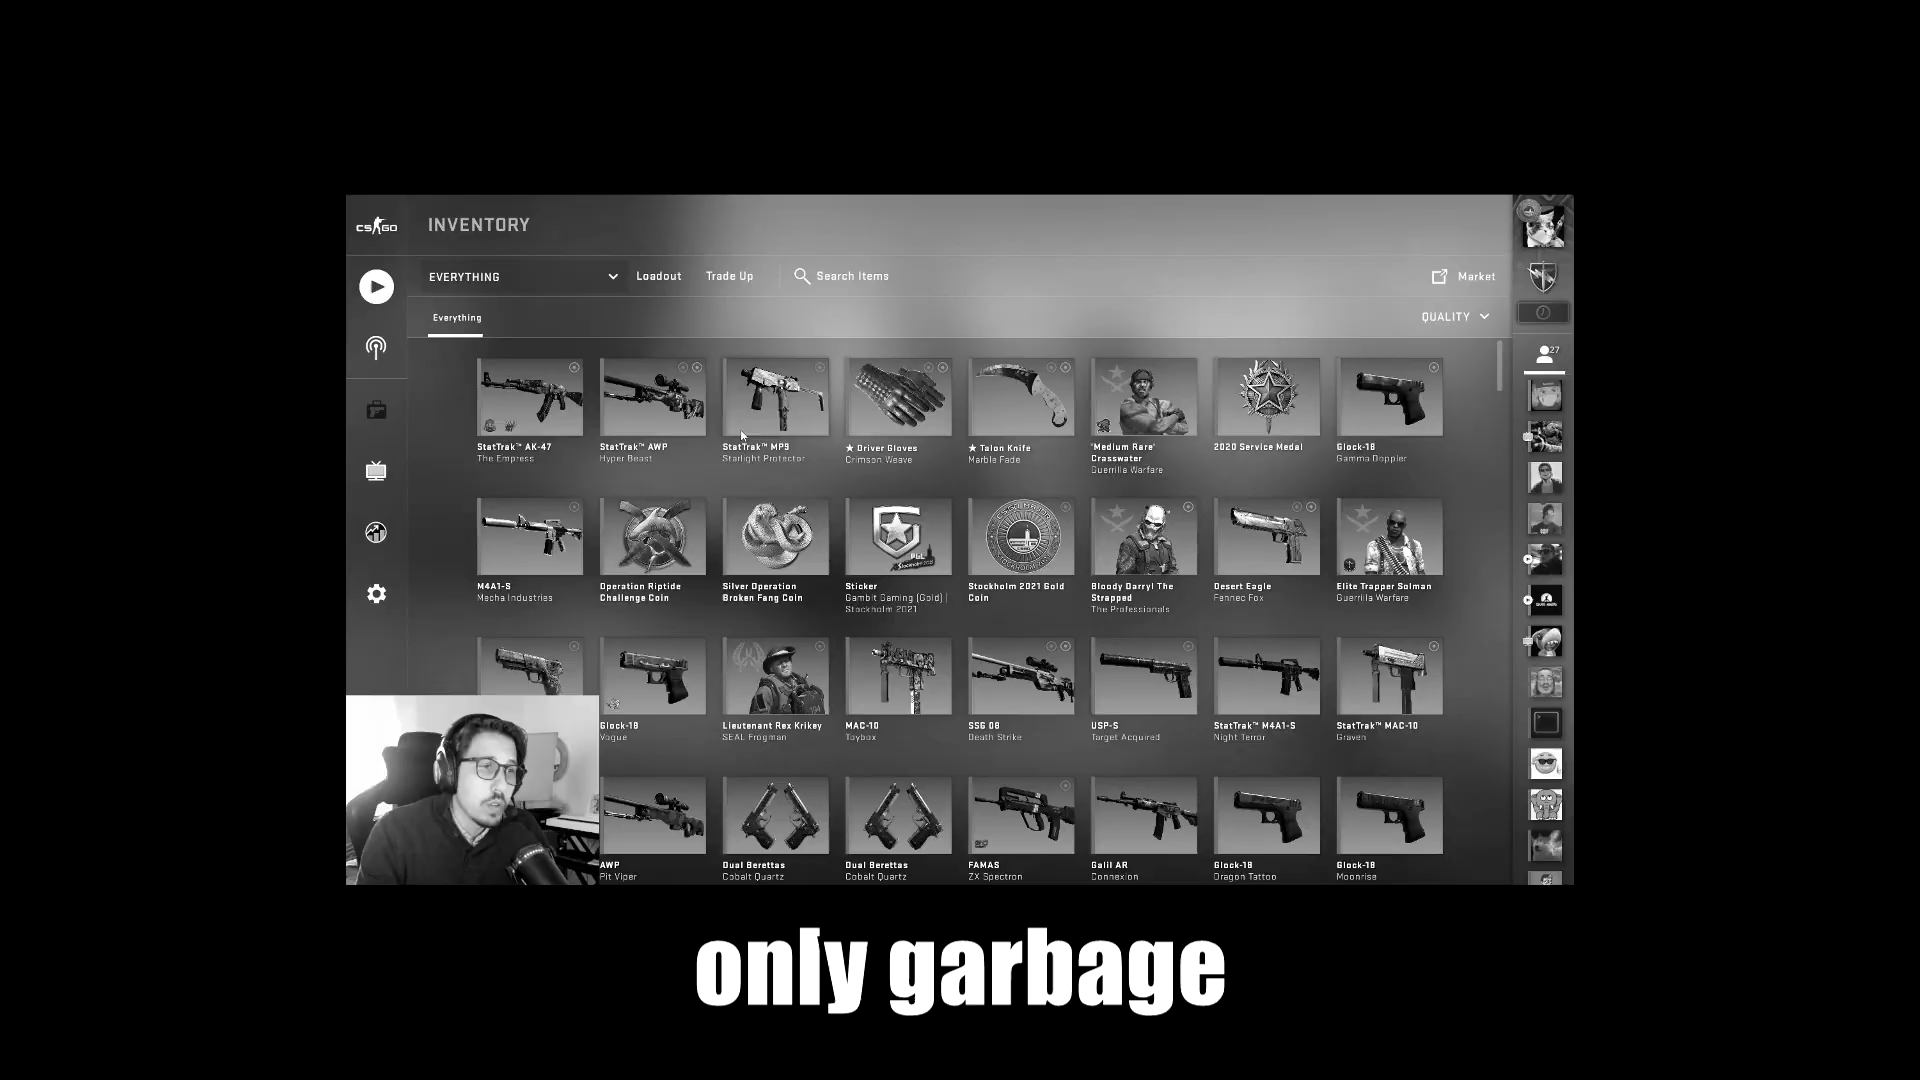 CS GO
INVENTORY
EVERYTHING
Loadout
Trade Up
Search Items
Market
Everything
QUALITY
27
StatTrak™ AK-47
The Empress
StatTrak™ AWP
Hyper Beast
StatTrak™ MP9
Starlight Protector
★ Driver Gloves
Crimson Weave
★ Talon Knife
Marble Fade
'Medium Rare'
Crasswater
Guerrilla Warfare
2020 Service Medal
Glock-18
Gamma Doppler
M4A1-S
Mecha Industries
Operation Riptide
Challenge Coin
Silver Operation
Broken Fang Coin
Sticker
Gambit Gaming (Gold) |
Stockholm 2021
Stockholm 2021 Gold
Coin
Bloody Darryl The
Strapped
The Professionals
Desert Eagle
Fennec Fox
Elite Trapper Solman
Guerrilla Warfare
Glock-18
Vogue
Lieutenant Rex Krikey
SEAL Frogman
MAC-10
Toybox
SSG 08
Death Strike
USP-S
Target Acquired
StatTrak™ M4A1-S
Night Terror
StatTrak™ MAC-10
Graven
AWP
Pit Viper
Dual Berettas
Cobalt Quartz
Dual Berettas
Cobalt Quartz
FAMAS
ZX Spectron
Galil AR
Connexion
Glock-18
Dragon Tattoo
Glock-18
Moonrise
only garbage